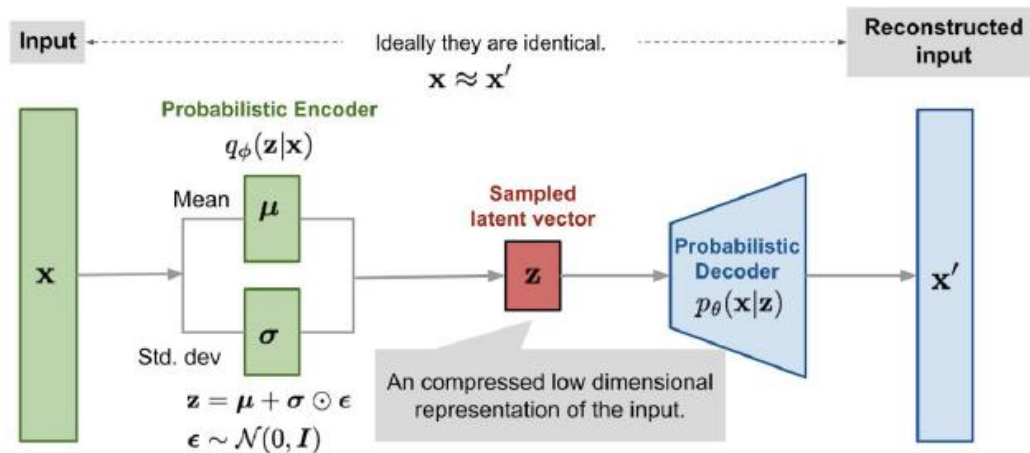 Input
Ideally they are identical.
x ≈ x′
Reconstructed
input
Probabilistic Encoder
qϕ(z|x)
Mean
μ
x
Std. dev
σ
z = μ + σ ⊙ ϵ
ϵ ∼ 𝒩(0, I)
Sampled
latent vector
z
An compressed low dimensional
representation of the input.
Probabilistic
Decoder
pθ(x|z)
x′